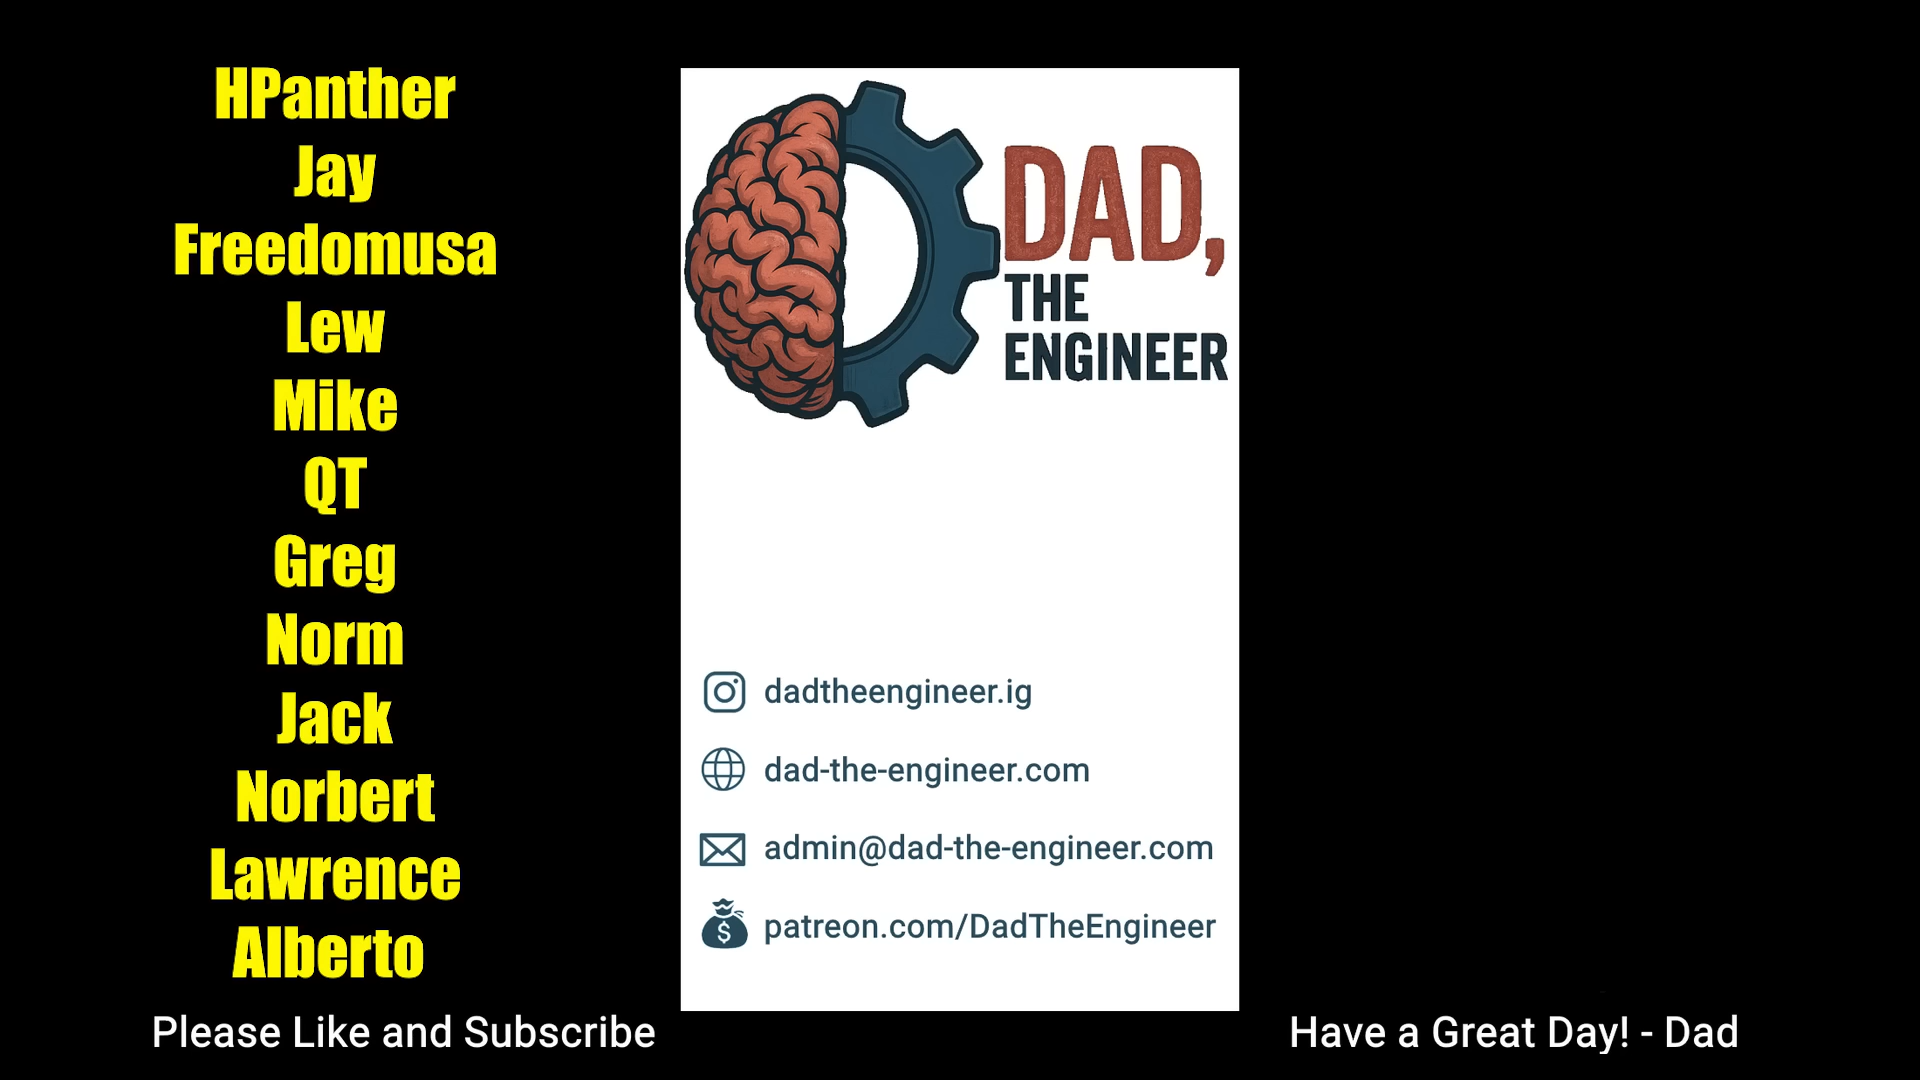 HPanther
Jay
Freedomusa
Lew
Mike
QT
Greg
Norm
Jack
Norbert
Lawrence
Alberto
Please Like and Subscribe
DAD,
THE
ENGINEER
dadtheengineer.ig
dad-the-engineer.com
admin@dad-the-engineer.com
$
patreon.com/DadTheEngineer
Have a Great Day! - Dad